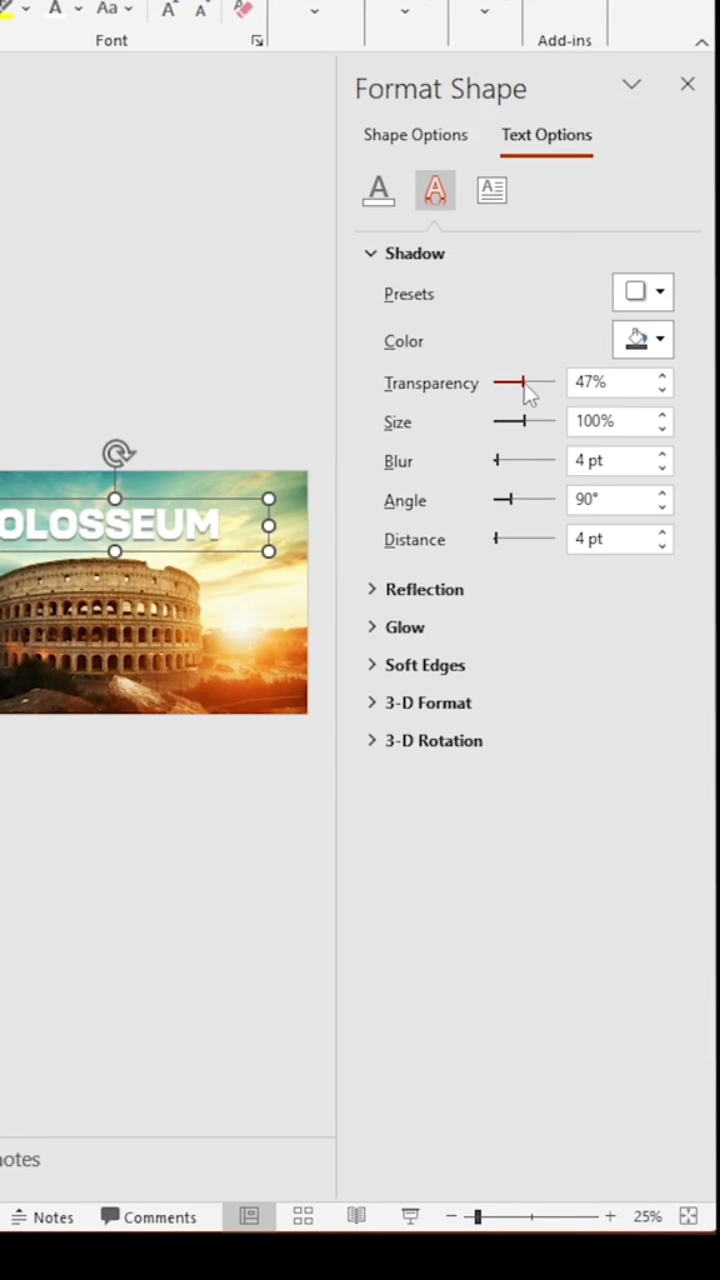 Aa
A
A
Font
Add-ins
Format Shape
Shape Options
Text Options
Shadow
Presets
Color
Transparency 47%
Size 100%
Blur 4 pt
Angle 90°
Distance 4 pt
Reflection
Glow
Soft Edges
3-D Format
3-D Rotation
OLOSSEUM
otes
Notes
Comments
25%